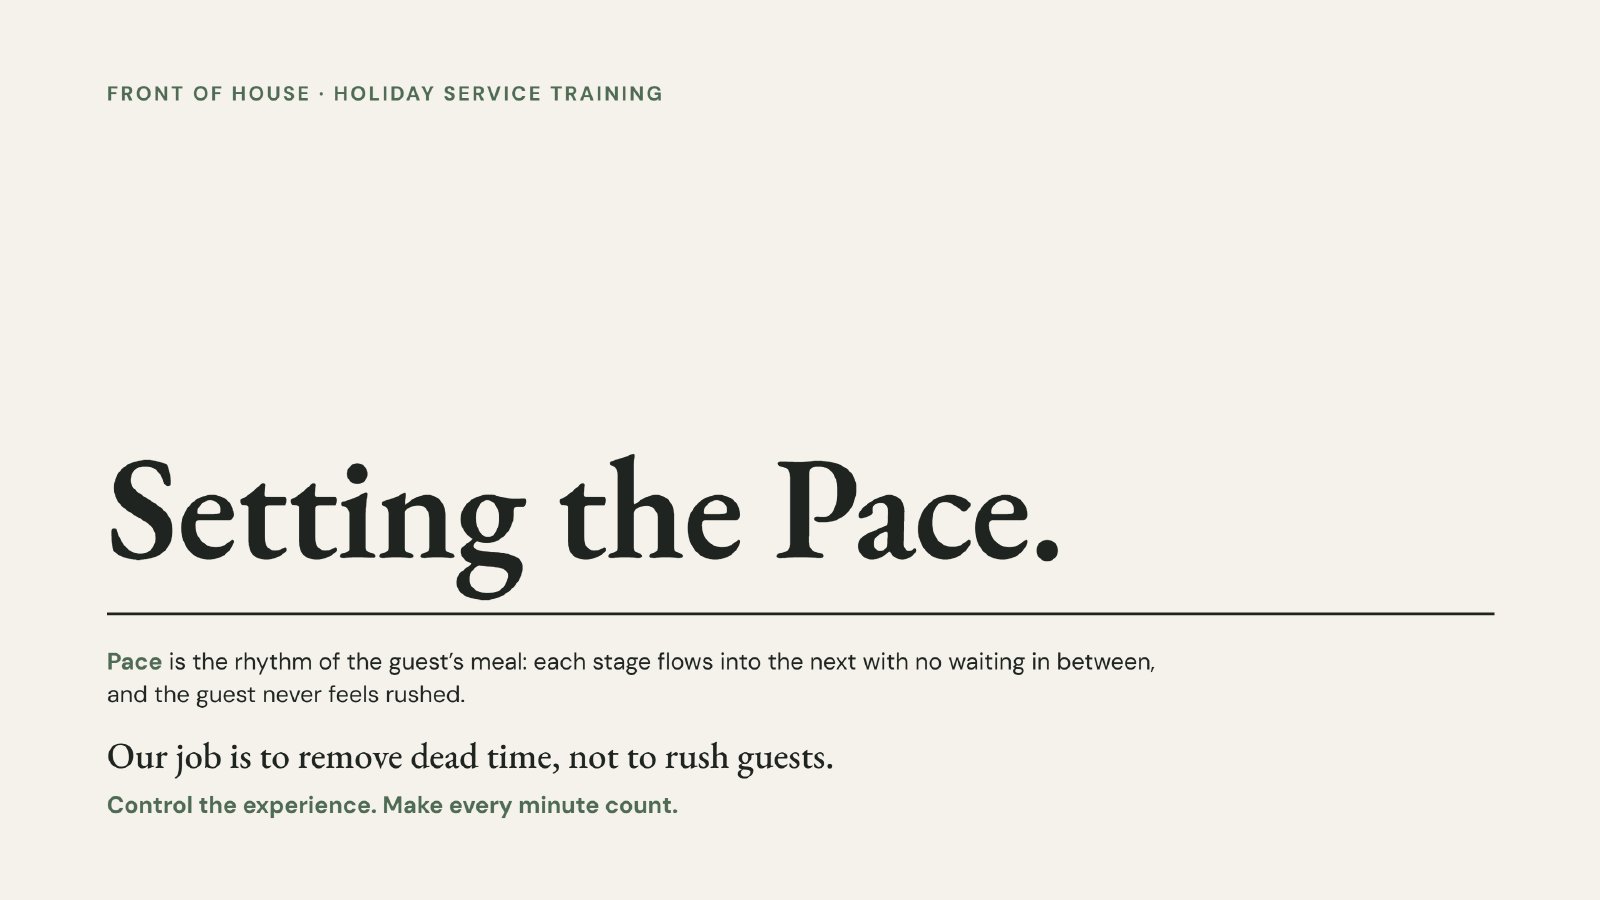 FRONT OF HOUSE · HOLIDAY SERVICE TRAINING
Setting the Pace.
Pace is the rhythm of the guest’s meal: each stage flows into the next with no waiting in between,
and the guest never feels rushed.
Our job is to remove dead time, not to rush guests.
Control the experience. Make every minute count.